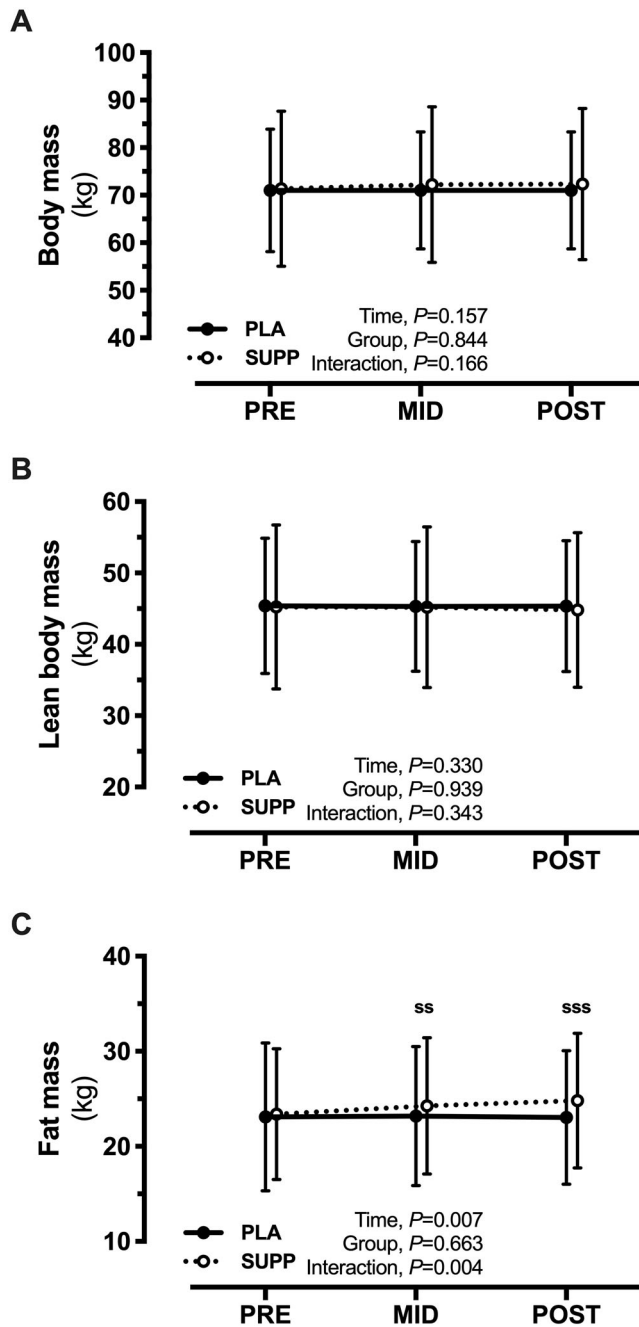 A
Body mass
(kg)
100
90
80
70
60
50
40
PLA
SUPP
Time, P=0.157
Group, P=0.844
Interaction, P=0.166
PRE MID POST
B
Lean body mass
(kg)
60
50
40
30
20
PLA
SUPP
Time, P=0.330
Group, P=0.939
Interaction, P=0.343
PRE MID POST
C
Fat mass
(kg)
40
30
20
10
ss sss
PLA
SUPP
Time, P=0.007
Group, P=0.663
Interaction, P=0.004
PRE MID POST